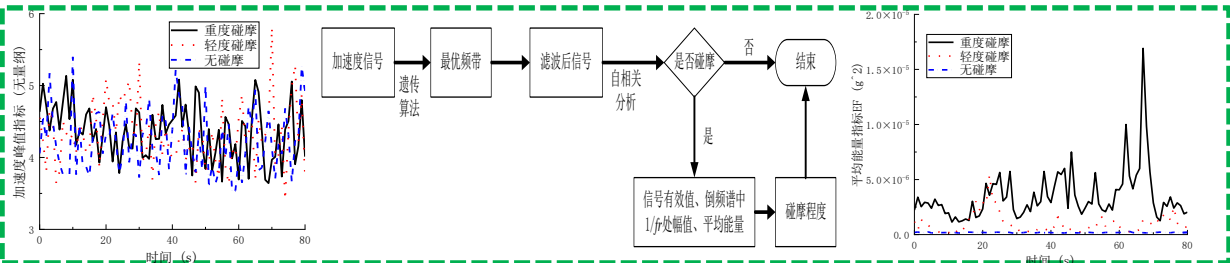 加速度峰值指标 (无量纲)
6
5
4
3
重度碰摩
轻度碰摩
无碰摩
0
20
40
60
80
时间 (s)
加速度信号
遗传
算法
最优频带
滤波后信号
自相关
分析
是否碰摩
否
结束
是
信号有效值、倒频谱中
1/fr处幅值、平均能量
碰摩程度
平均能量指标EF (g^2)
2.0×10⁻⁵
1.5×10⁻⁵
1.0×10⁻⁵
5.0×10⁻⁶
0.0
重度碰摩
轻度碰摩
无碰摩
0
20
40
60
80
时间 (s)